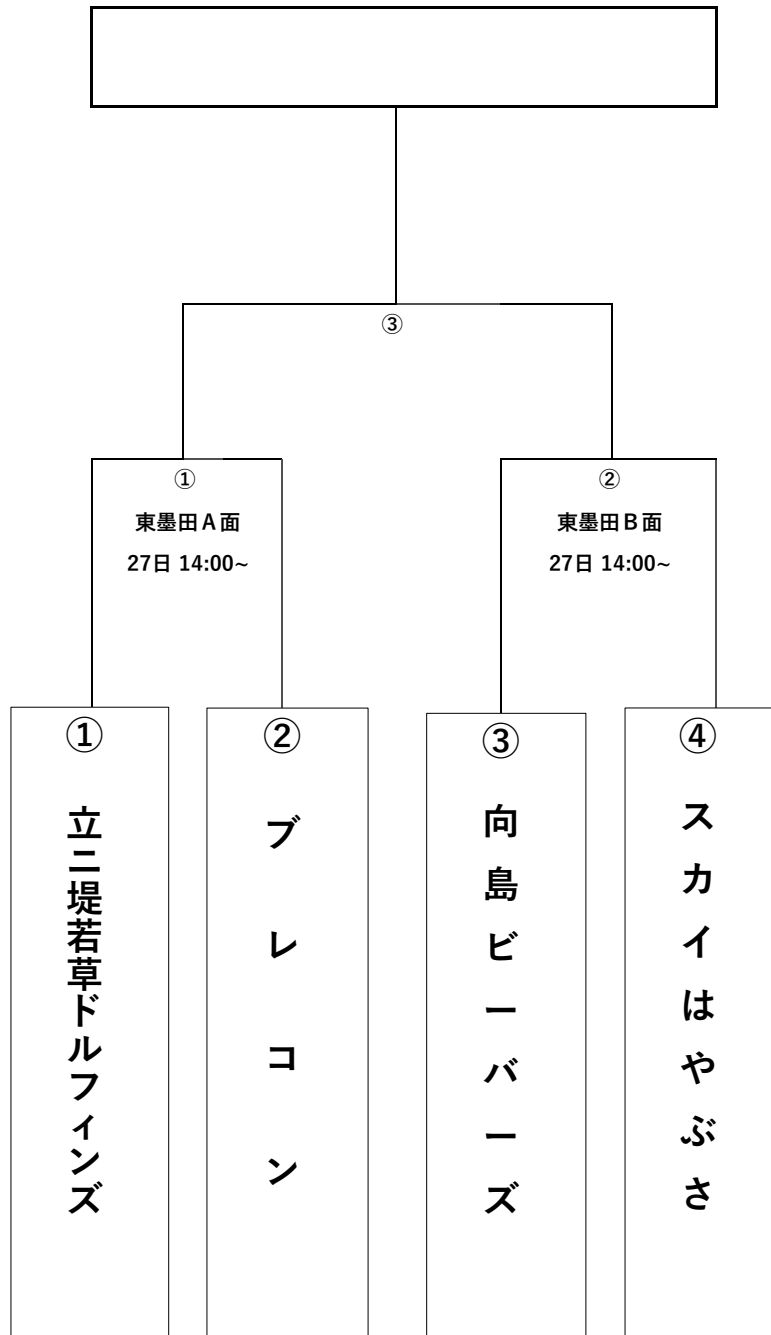 ③
①
東墨田A面
27日 14:00~
②
東墨田B面
27日 14:00~
①
立二堤若草ドルフィンズ
②
ブレコン
③
向島ビーバーズ
④
スカイはやぶさ